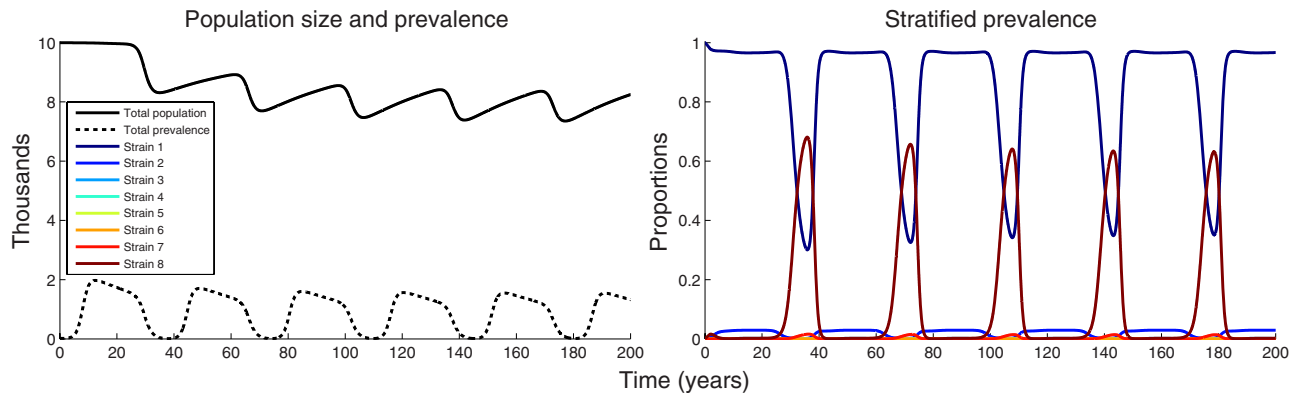 Population size and prevalence
Thousands
10
8
6
4
2
0
Total population
Total prevalence
Strain 1
Strain 2
Strain 3
Strain 4
Strain 5
Strain 6
Strain 7
Strain 8
0 20 40 60 80 100 120 140 160 180 200
Stratified prevalence
Proportions
1
0.8
0.6
0.4
0.2
0
0 20 40 60 80 100 120 140 160 180 200
Time (years)